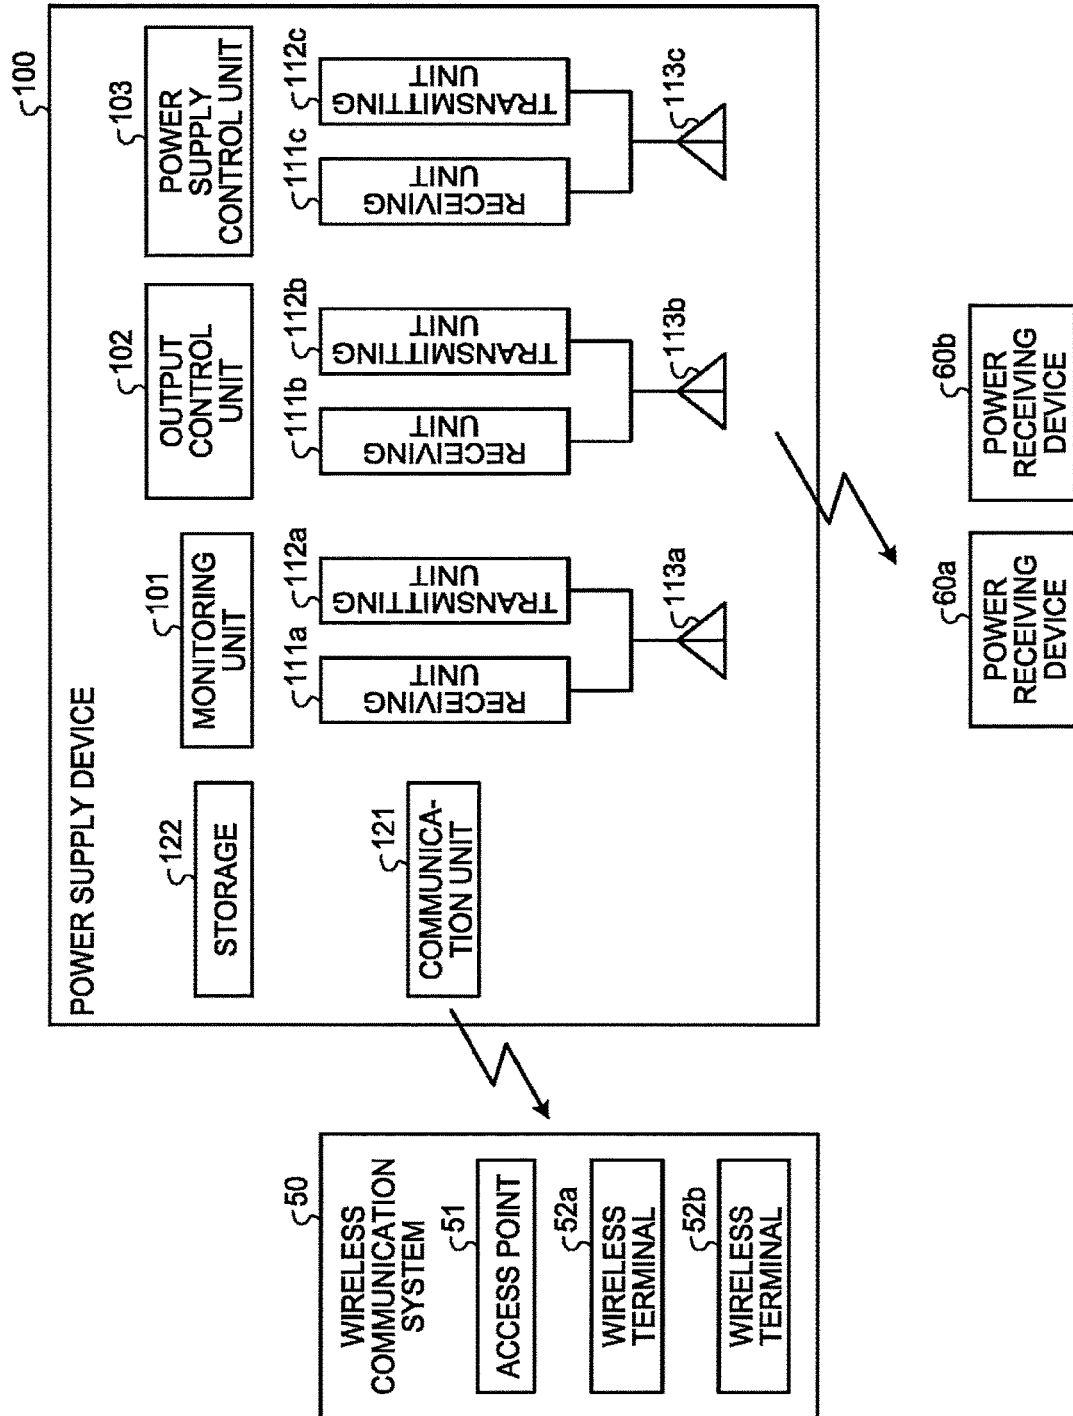 100
POWER SUPPLY DEVICE
122
STORAGE
101
MONITORING
UNIT
102
OUTPUT
CONTROL
UNIT
103
POWER
SUPPLY
CONTROL UNIT
111a
RECEIVING
UNIT
112a
TRANSMITTING
UNIT
113a
111b
RECEIVING
UNIT
112b
TRANSMITTING
UNIT
113b
111c
RECEIVING
UNIT
112c
TRANSMITTING
UNIT
113c
121
COMMUNICA-
TION UNIT
50
WIRELESS
COMMUNICATION
SYSTEM
51
ACCESS POINT
52a
WIRELESS
TERMINAL
52b
WIRELESS
TERMINAL
60a
POWER
RECEIVING
DEVICE
60b
POWER
RECEIVING
DEVICE